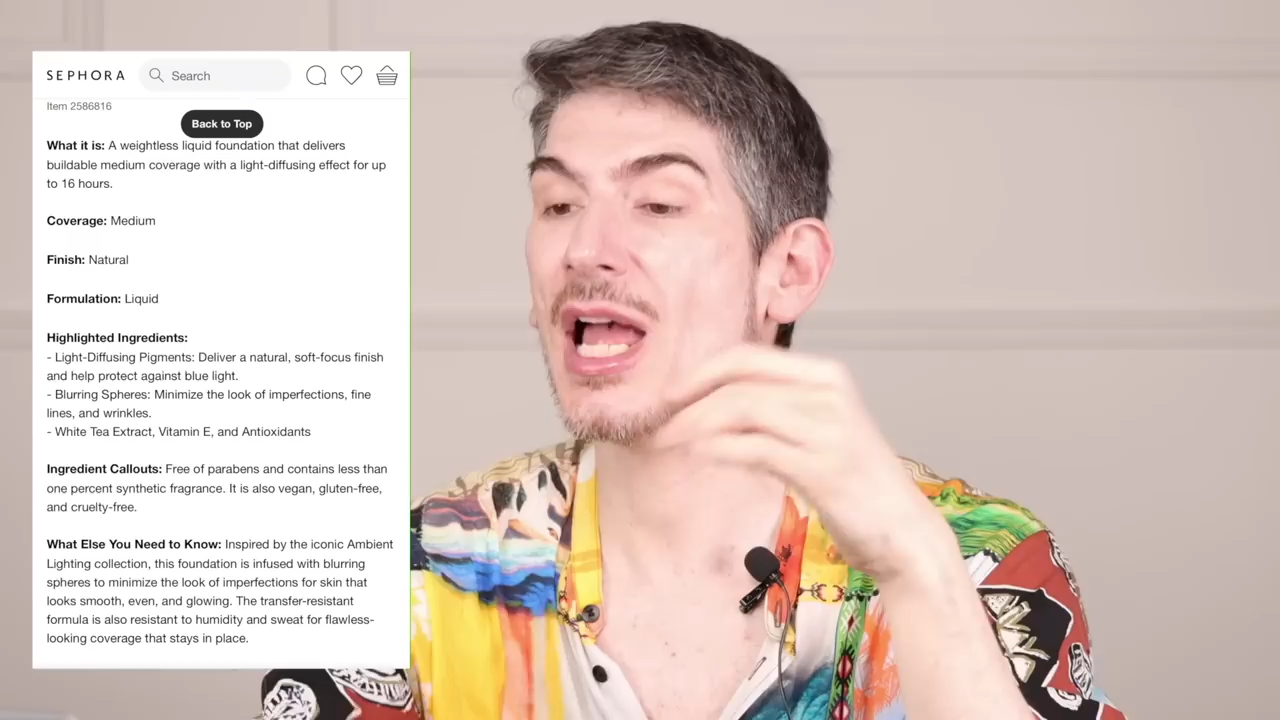 SEPHORA
Search
Item 2586816
Back to Top
What it is: A weightless liquid foundation that delivers
buildable medium coverage with a light-diffusing effect for up
to 16 hours.
Coverage: Medium
Finish: Natural
Formulation: Liquid
Highlighted Ingredients:
- Light-Diffusing Pigments: Deliver a natural, soft-focus finish
and help protect against blue light.
- Blurring Spheres: Minimize the look of imperfections, fine
lines, and wrinkles.
- White Tea Extract, Vitamin E, and Antioxidants
Ingredient Callouts: Free of parabens and contains less than
one percent synthetic fragrance. It is also vegan, gluten-free,
and cruelty-free.
What Else You Need to Know: Inspired by the iconic Ambient
Lighting collection, this foundation is infused with blurring
spheres to minimize the look of imperfections for skin that
looks smooth, even, and glowing. The transfer-resistant
formula is also resistant to humidity and sweat for flawless-
looking coverage that stays in place.